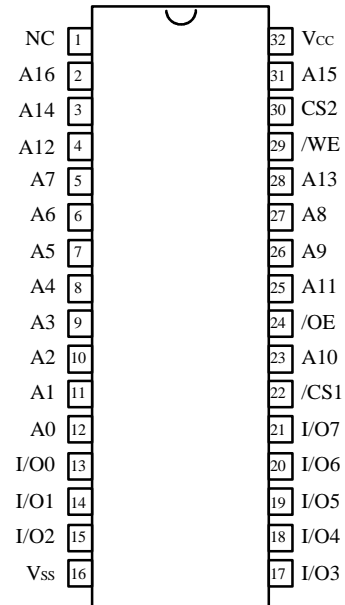 NC 1 32 Vcc
A16 2 31 A15
A14 3 30 CS2
A12 4 29 /WE
A7 5 28 A13
A6 6 27 A8
A5 7 26 A9
A4 8 25 A11
A3 9 24 /OE
A2 10 23 A10
A1 11 22 /CS1
A0 12 21 I/O7
I/O0 13 20 I/O6
I/O1 14 19 I/O5
I/O2 15 18 I/O4
Vss 16 17 I/O3